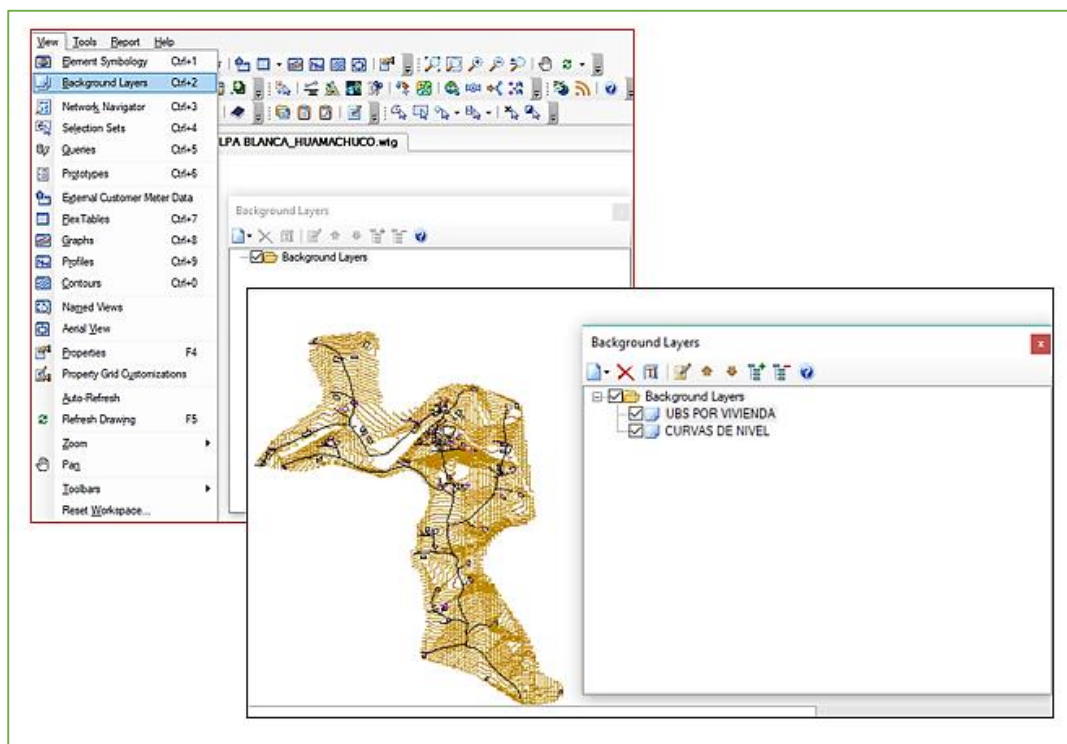 View Tools Report Help
Element Symbology Ctrl+1
Background Layers Ctrl+2
Network Navigator Ctrl+3
Selection Sets Ctrl+4
Queries Ctrl+5
Prototypes Ctrl+6
External Customer Meter Data
FlexTables Ctrl+7
Graphs Ctrl+8
Profiles Ctrl+9
Contours Ctrl+0
Named Views
Aerial View
Properties F4
Property Grid Customizations
Auto-Refresh
Refresh Drawing F5
Zoom
Pan
Toolbars
Reset Workspace...
LPA BLANCA_HUAMACHUCO.wtg
Background Layers
Background Layers
Background Layers
Background Layers
UBS POR VIVIENDA
CURVAS DE NIVEL